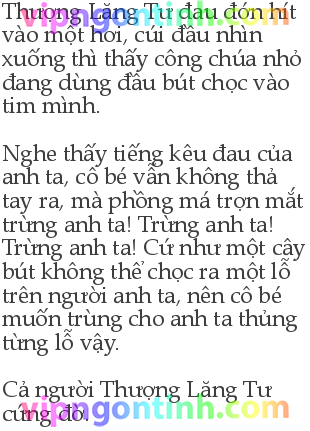 Thượng Lăng Tư đau đớn hít
vào một hơi, cúi đầu nhìn
xuống thì thấy công chúa nhỏ
đang dùng đầu bút chọc vào
tim mình.
Nghe thấy tiếng kêu đau của
anh ta, cô bé vẫn không thả
tay ra, mà phồng má trợn mắt
trừng anh ta! Trừng anh ta!
Trừng anh ta! Cứ như một cây
bút không thể chọc ra một lỗ
trên người anh ta, nên cô bé
muốn trùng cho anh ta thủng
từng lỗ vậy.
Cả người Thượng Lăng Tư
cứng đờ.
vipngontinh.com
vipngontinh.com